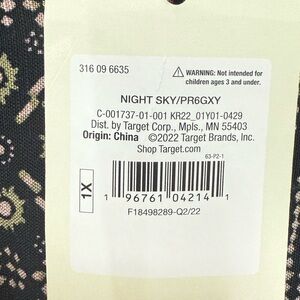 316 09 6635
WARNING: Not intended for
children ages 3 and under.
NIGHT SKY/PR6GXY
C-001737-01-001 KR22_01Y01-0429
Dist. by Target Corp., Mpls., MN 55403
Origin: China ©2022 Target Brands, Inc.
Shop Target.com
63-P2-1
1X
1 96761 04214 1
F18498289-Q2/22